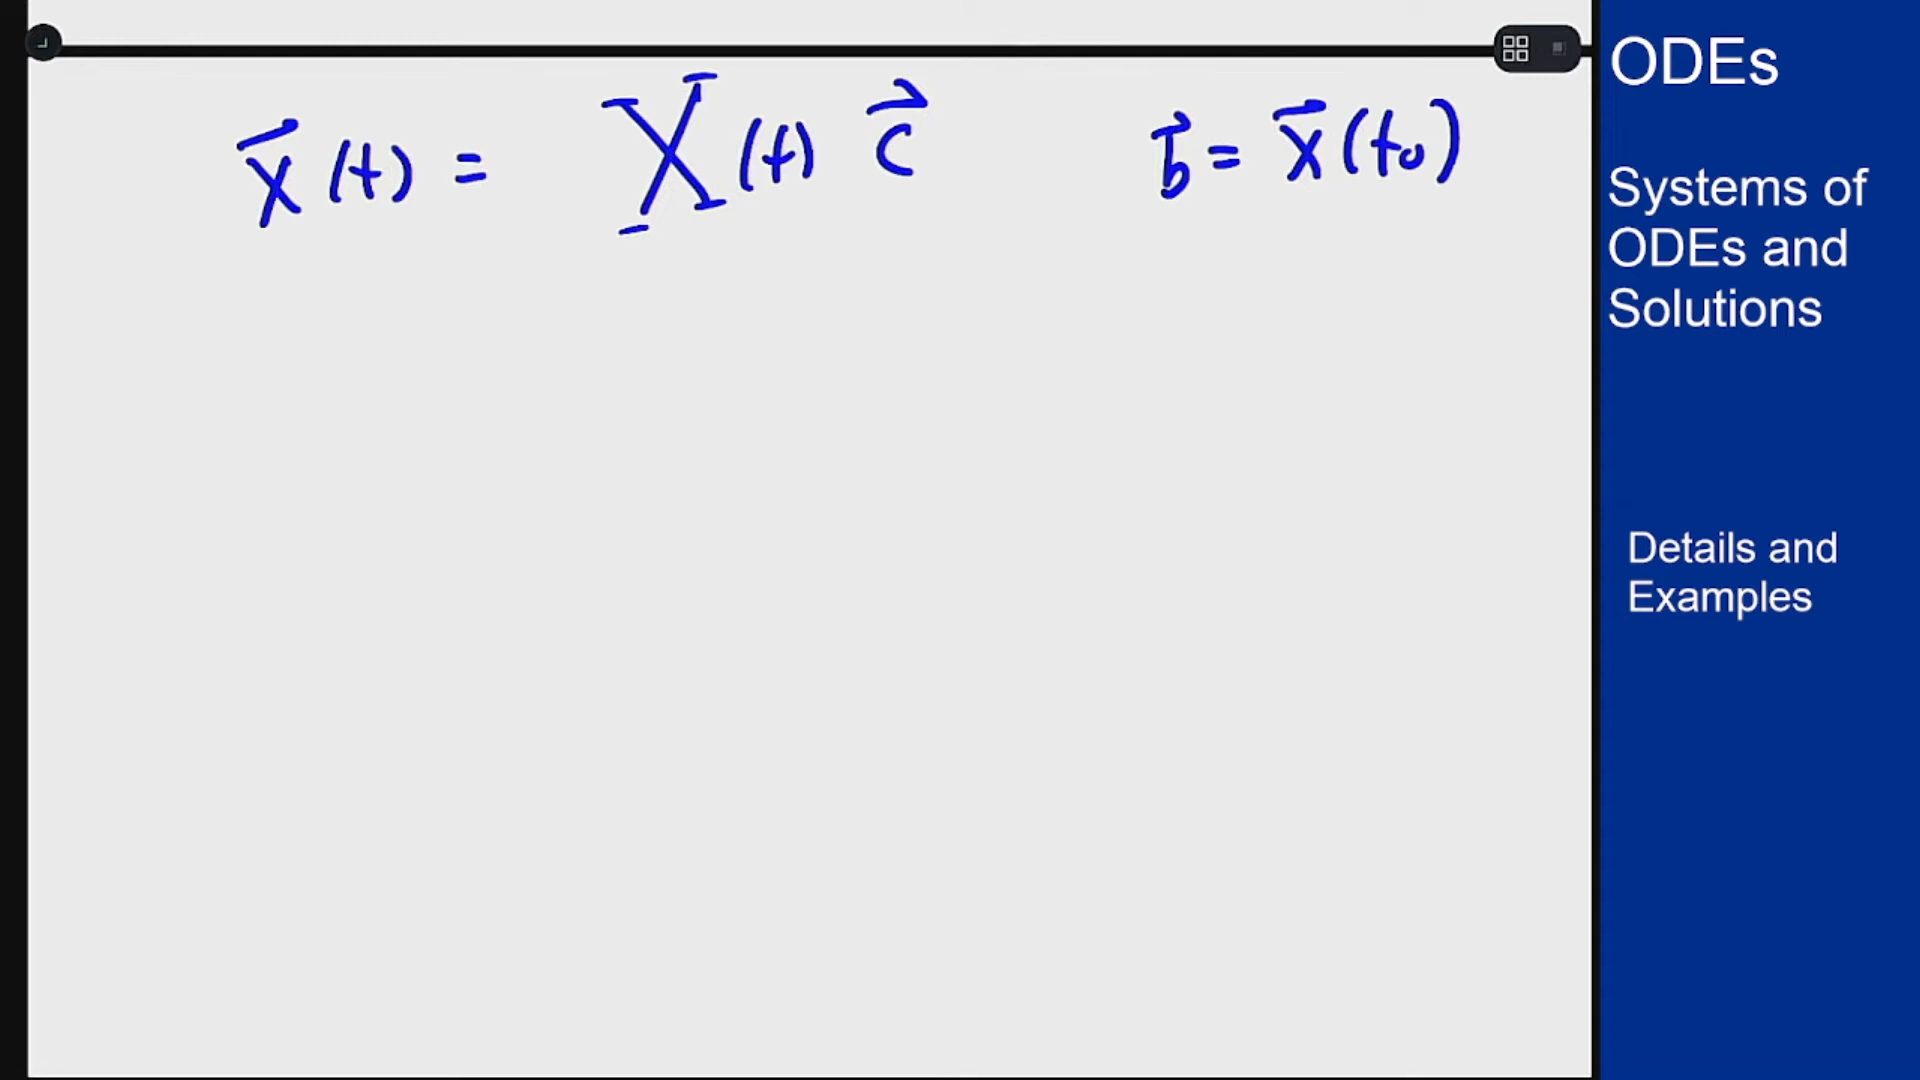 x⃗(t) = X(t) c⃗    b⃗ = x⃗(t₀)
ODEs
Systems of
ODEs and
Solutions
Details and
Examples